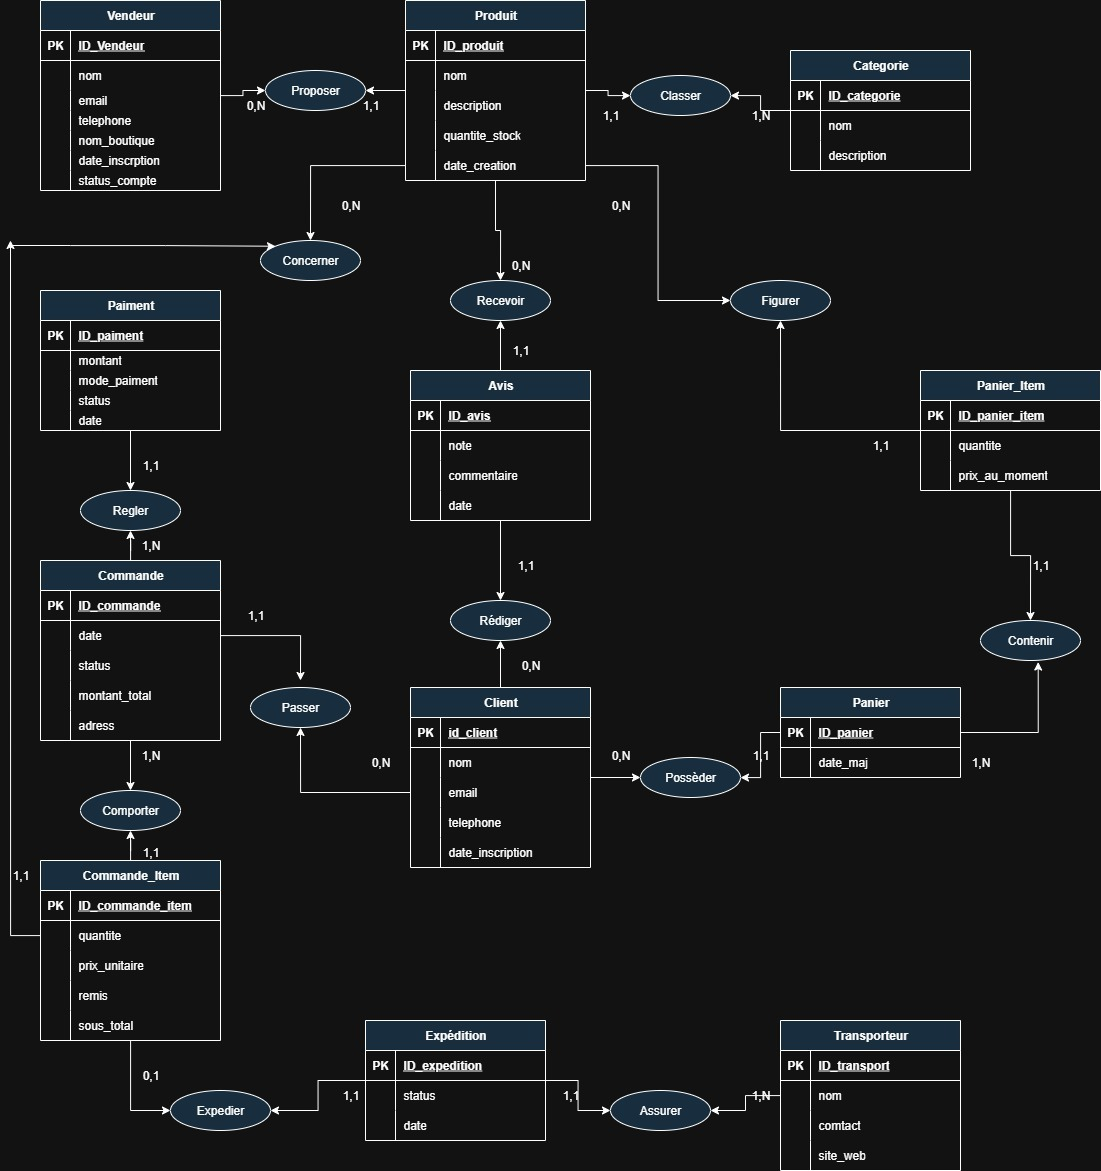 Vendeur
PK ID_Vendeur
nom
email
telephone
nom_boutique
date_inscrption
status_compte
Proposer
0,N
1,1
Produit
PK ID_produit
nom
description
quantite_stock
date_creation
Classer
1,1
1,N
Categorie
PK ID_categorie
nom
description
0,N
0,N
Concerner
0,N
Recevoir
Figurer
1,1
Paiment
PK ID_paiment
montant
mode_paiment
status
date
Avis
PK ID_avis
note
commentaire
date
Panier_Item
PK ID_panier_item
quantite
prix_au_moment
1,1
1,1
Regler
1,N
1,1
1,1
Commande
PK ID_commande
date
status
montant_total
adress
1,1
Rédiger
0,N
Contenir
Passer
0,N
Client
PK id_client
nom
email
telephone
date_inscription
0,N
Possèder
1,1
Panier
PK ID_panier
date_maj
1,N
1,N
Comporter
1,1
1,1
Commande_Item
PK ID_commande_item
quantite
prix_unitaire
remis
sous_total
0,1
Expedier
1,1
Expédition
PK ID_expedition
status
date
1,1
Assurer
1,N
Transporteur
PK ID_transport
nom
comtact
site_web